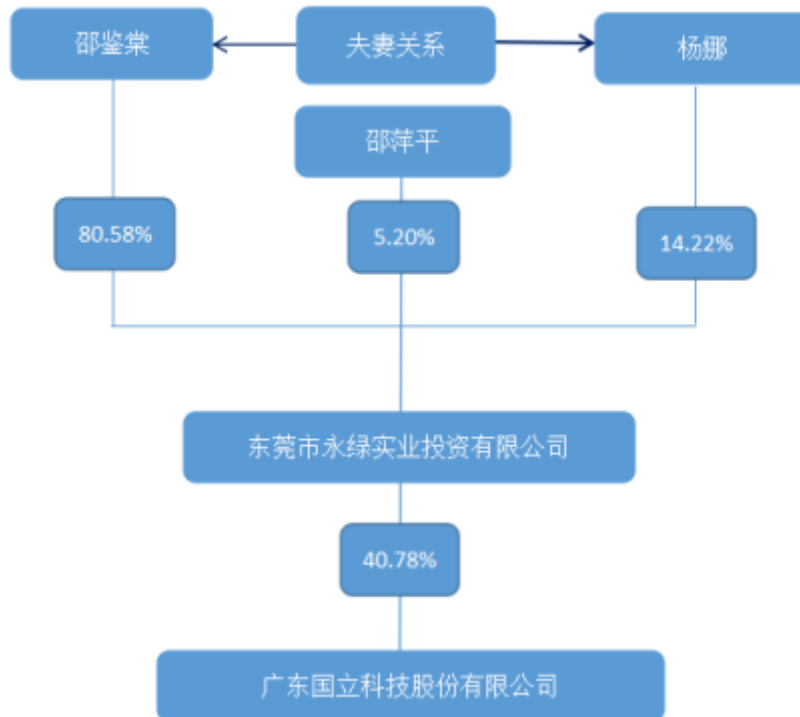 邵鉴棠
夫妻关系
杨娜
邵萍平
80.58%
5.20%
14.22%
东莞市永绿实业投资有限公司
40.78%
广东国立科技股份有限公司